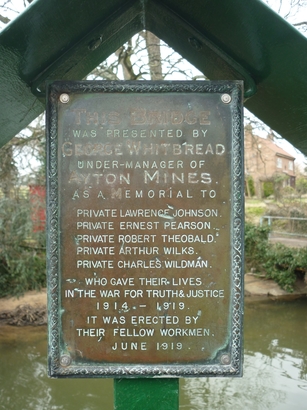 THIS BRIDGE
WAS PRESENTED BY
GEORGE WHITBREAD
UNDER-MANAGER OF
AYTON MINES.
AS A MEMORIAL TO
PRIVATE LAWRENCE JOHNSON.
PRIVATE ERNEST PEARSON.
PRIVATE ROBERT THEOBALD.
PRIVATE ARTHUR WILKS.
PRIVATE CHARLES WILDMAN.
WHO GAVE THEIR LIVES
IN THE WAR FOR TRUTH & JUSTICE
1914 - 1919.
IT WAS ERECTED BY
THEIR FELLOW WORKMEN.
JUNE 1919.